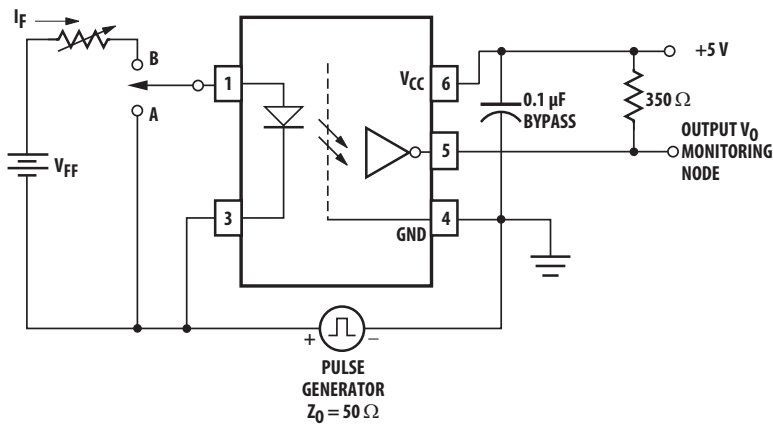 I_F
B
A
V_FF
1
3
V_CC
6
5
GND
4
0.1 µF
BYPASS
+5 V
350 Ω
OUTPUT V_O
MONITORING
NODE
+
−
PULSE
GENERATOR
Z_O = 50 Ω